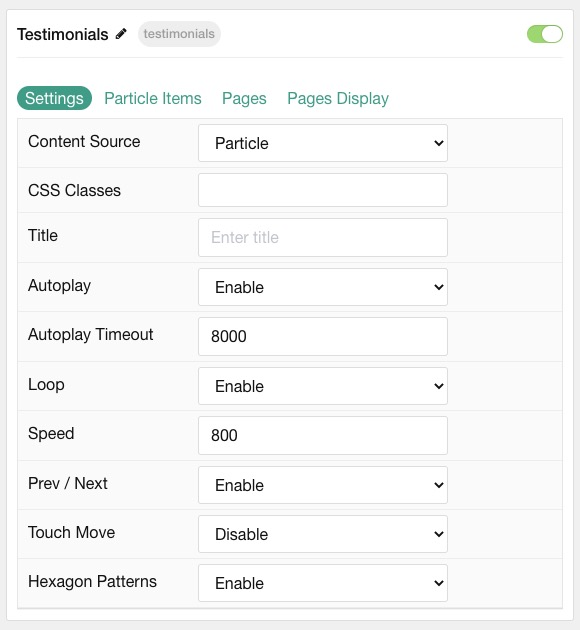 Testimonials testimonials
Settings Particle Items Pages Pages Display
Content Source Particle
CSS Classes
Title Enter title
Autoplay Enable
Autoplay Timeout 8000
Loop Enable
Speed 800
Prev / Next Enable
Touch Move Disable
Hexagon Patterns Enable